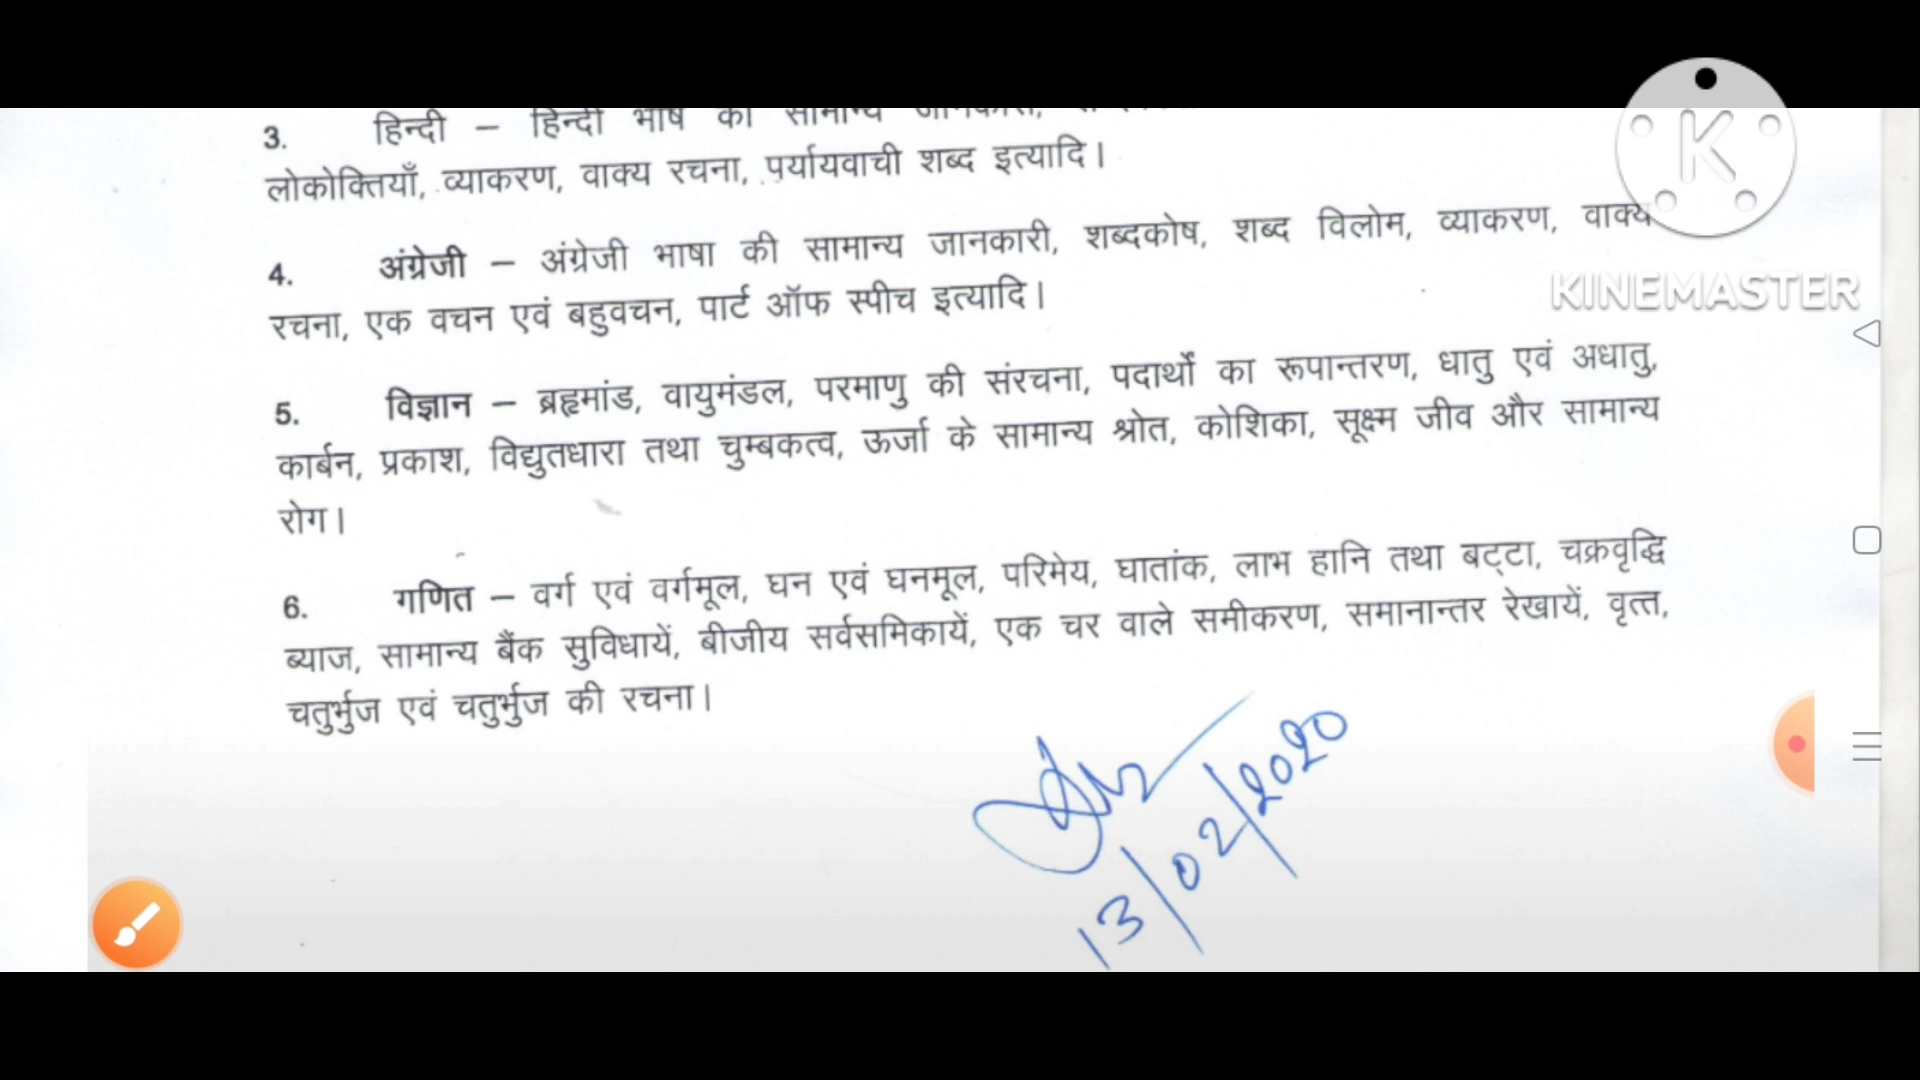 3. हिन्दी – हिन्दी भाष की सामान्य जानकारी,
लोकोक्तियाँ, व्याकरण, वाक्य रचना, पर्यायवाची शब्द इत्यादि।
4. अंग्रेजी – अंग्रेजी भाषा की सामान्य जानकारी, शब्दकोष, शब्द विलोम, व्याकरण, वाक्य
रचना, एक वचन एवं बहुवचन, पार्ट ऑफ स्पीच इत्यादि।
5. विज्ञान – ब्रह्मांड, वायुमंडल, परमाणु की संरचना, पदार्थों का रूपान्तरण, धातु एवं अधातु,
कार्बन, प्रकाश, विद्युतधारा तथा चुम्बकत्व, ऊर्जा के सामान्य श्रोत, कोशिका, सूक्ष्म जीव और सामान्य
रोग।
6. गणित – वर्ग एवं वर्गमूल, घन एवं घनमूल, परिमेय, घातांक, लाभ हानि तथा बट्टा, चक्रवृद्धि
ब्याज, सामान्य बैंक सुविधायें, बीजीय सर्वसमिकायें, एक चर वाले समीकरण, समानान्तर रेखायें, वृत्त,
चतुर्भुज एवं चतुर्भुज की रचना।
13/02/2020
K
KINEMASTER